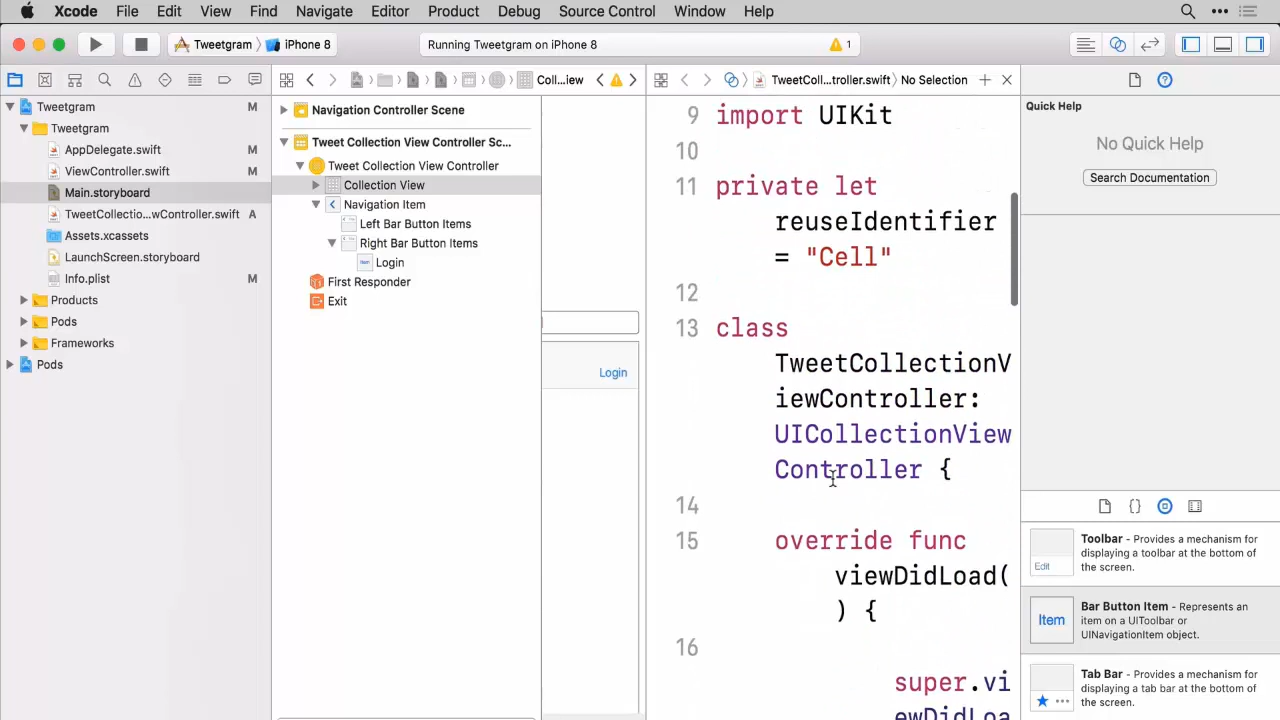 Xcode File Edit View Find Navigate Editor Product Debug Source Control Window Help
Tweetgram iPhone 8
Running Tweetgram on iPhone 8
1
Coll...iew
TweetColl...troller.swift No Selection
Tweetgram M
Tweetgram
AppDelegate.swift M
ViewController.swift M
Main.storyboard
TweetCollectio...wController.swift A
Assets.xcassets
LaunchScreen.storyboard
Info.plist M
Products
Pods
Frameworks
Pods
Navigation Controller Scene
Tweet Collection View Controller Sc...
Tweet Collection View Controller
Collection View
Navigation Item
Left Bar Button Items
Right Bar Button Items
Item Login
First Responder
Exit
Login
9 import UIKit
10
11 private let
reuseIdentifier
= "Cell"
12
13 class
TweetCollectionV
iewController:
UICollectionView
Controller {
14
15 override func
viewDidLoad(
) {
16
super.vi
ewDidLoa
Quick Help
No Quick Help
Search Documentation
{}
Edit
Toolbar - Provides a mechanism for
displaying a toolbar at the bottom of
the screen.
Item
Bar Button Item - Represents an
item on a UIToolbar or
UINavigationItem object.
Tab Bar - Provides a mechanism for
displaying a tab bar at the bottom of
the screen.